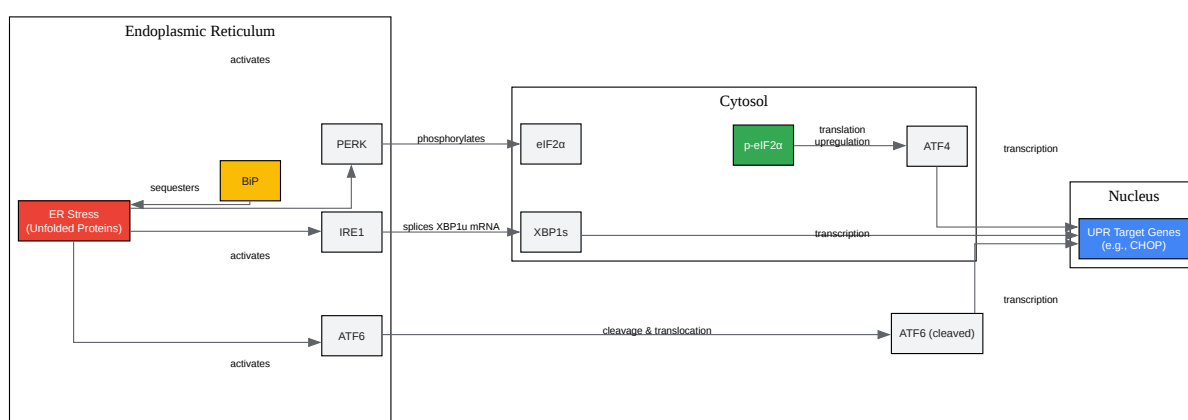 Endoplasmic Reticulum
activates
PERK
phosphorylates
BiP
sequesters
ER Stress
(Unfolded Proteins)
IRE1
splices XBP1u mRNA
activates
ATF6
activates
cleavage & translocation
Cytosol
eIF2α
p-eIF2α
translation
upregulation
ATF4
XBP1s
transcription
transcription
Nucleus
UPR Target Genes
(e.g., CHOP)
transcription
ATF6 (cleaved)